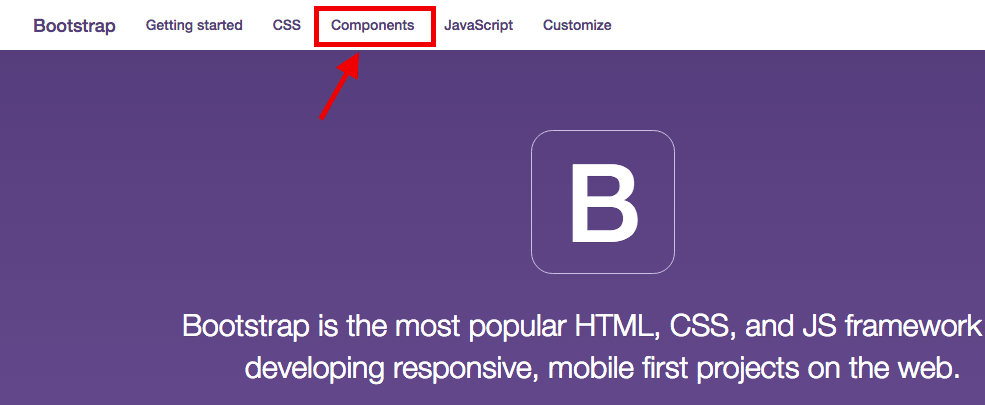 Bootstrap Getting started CSS Components JavaScript Customize
B
Bootstrap is the most popular HTML, CSS, and JS framework
developing responsive, mobile first projects on the web.